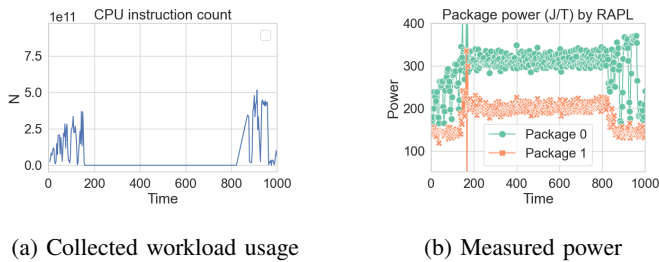 CPU instruction count
1e11
7.5
5.0
2.5
0.0
N
0 200 400 600 800 1000
Time
(a) Collected workload usage
Package power (J/T) by RAPL
400
300
200
100
Power
Package 0
Package 1
0 200 400 600 800 1000
Time
(b) Measured power